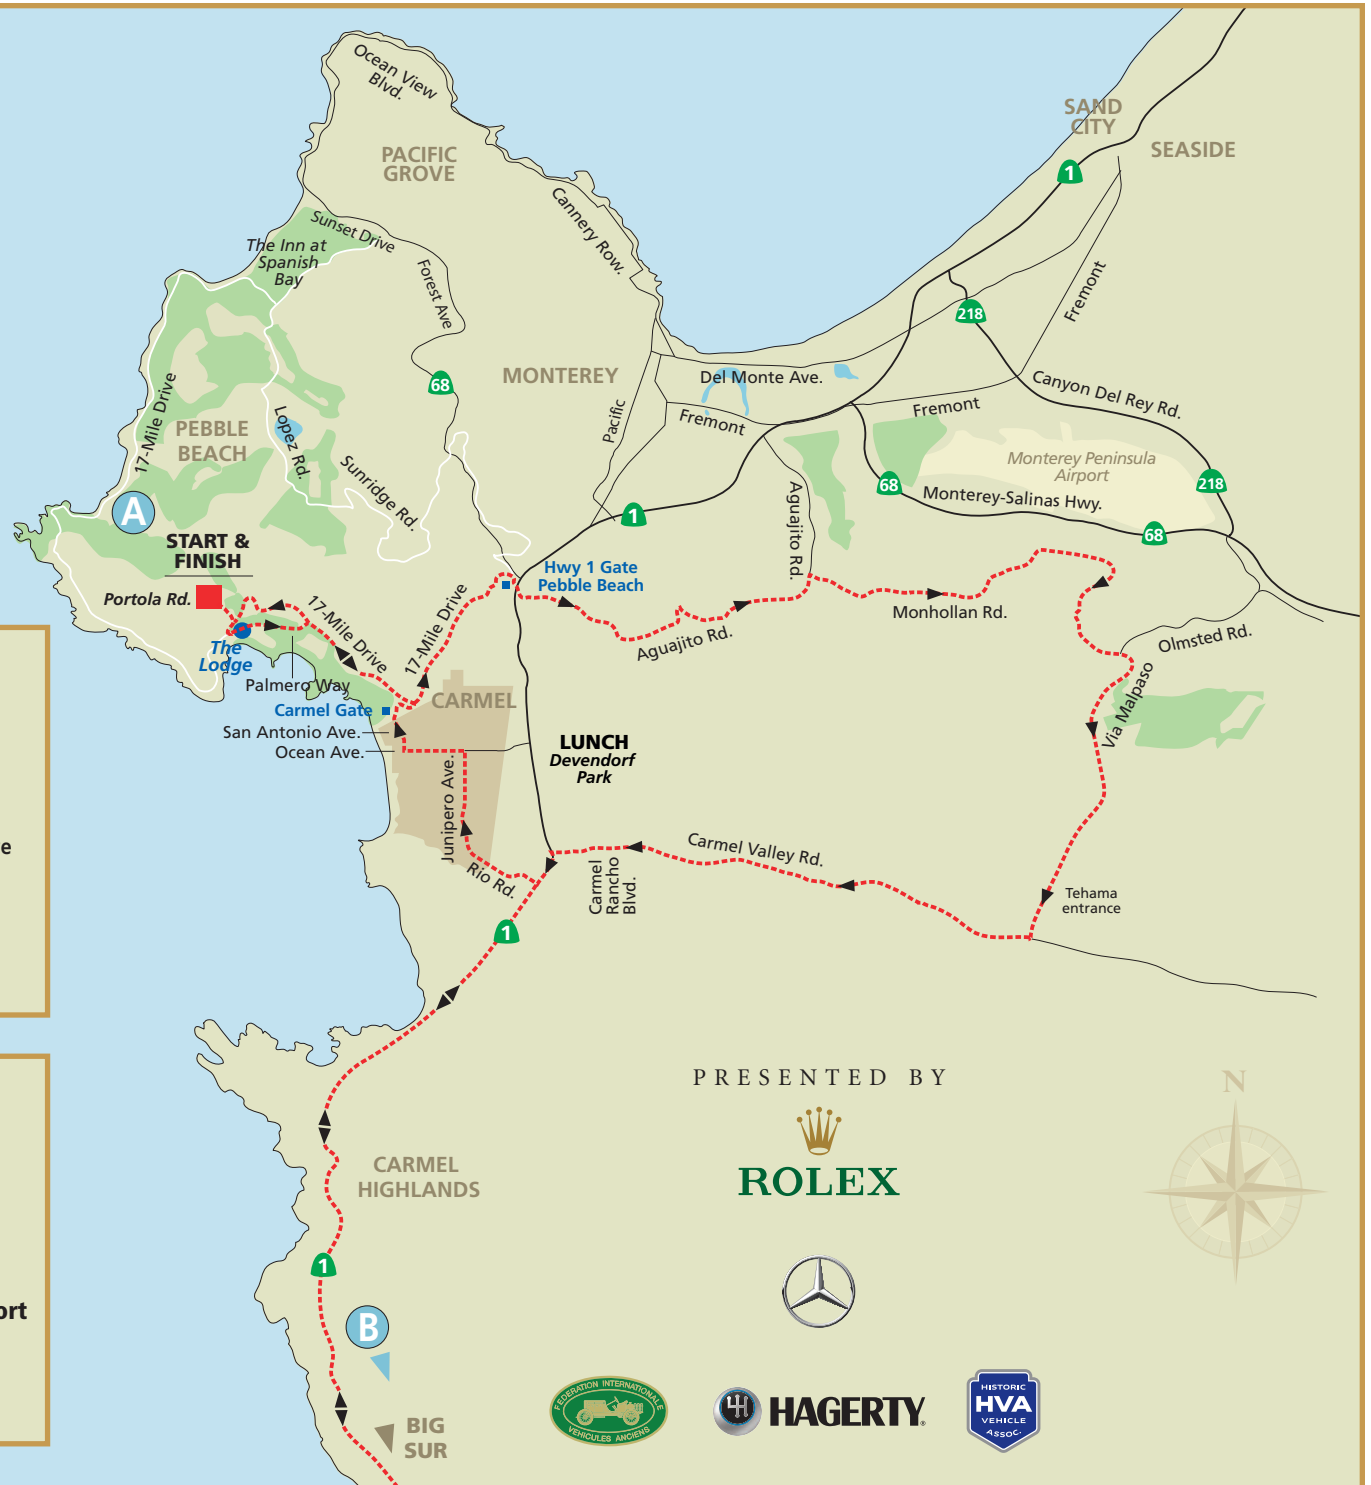 Ocean View
Blvd.
SAND
CITY
SEASIDE
PACIFIC
GROVE
1
Cannery Row.
Sunset Drive
The Inn at
Spanish
Bay
Forest Ave
Fremont
218
68
MONTEREY
Del Monte Ave.
Canyon Del Rey Rd.
17-Mile Drive
Pacific
Fremont
Fremont
PEBBLE
BEACH
Lopez Rd.
Sunridge Rd.
Monterey Peninsula
Airport
68
218
Monterey-Salinas Hwy.
A
1
Aguajito Rd.
68
START &
FINISH
Hwy 1 Gate
Pebble Beach
Portola Rd.
17-Mile Drive
17-Mile Drive
Monhollan Rd.
Aguajito Rd.
Olmsted Rd.
The
Lodge
Palmero Way
CARMEL
Via Malpaso
Carmel Gate
San Antonio Ave.
Ocean Ave.
LUNCH
Devendorf
Park
Junipero Ave.
e
Carmel Valley Rd.
Rio Rd.
Carmel
Rancho
Blvd.
Tehama
entrance
1
PRESENTED BY
N
ROLEX
CARMEL
HIGHLANDS
1
ort
B
BIG
SUR
FEDERATION INTERNATIONALE
VEHICULES ANCIENS
HAGERTY®
HISTORIC
HVA
VEHICLE
ASSOC.